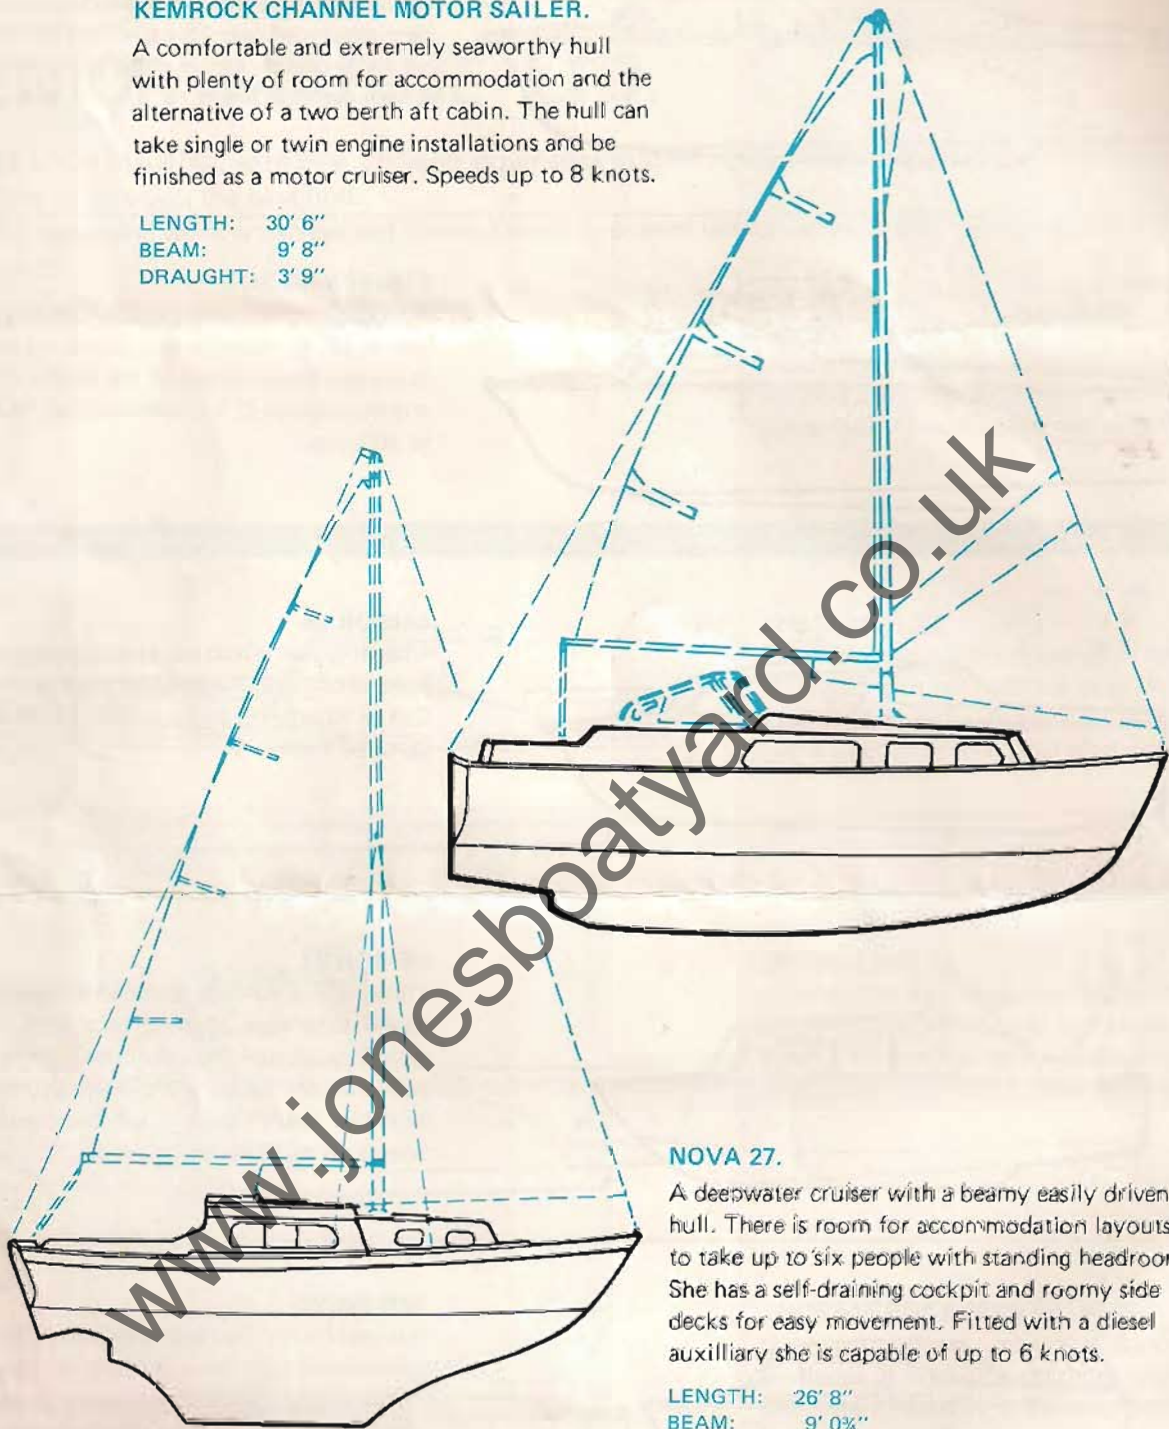 KEMROCK CHANNEL MOTOR SAILER.
A comfortable and extremely seaworthy hull
with plenty of room for accommodation and the
alternative of a two berth aft cabin. The hull can
take single or twin engine installations and be
finished as a motor cruiser. Speeds up to 8 knots.
LENGTH: 30' 6"
BEAM: 9' 8"
DRAUGHT: 3' 9"
www.jonesboatyard.co.uk
NOVA 27.
A deepwater cruiser with a beamy easily driven
hull. There is room for accommodation layouts
to take up to six people with standing
She has a self-draining cockpit and roomy side
decks for easy movement. Fitted with a diesel
auxilliary she is capable of up to 6 knots.
LENGTH: 26' 8"
BEAM: 9' 0¾"